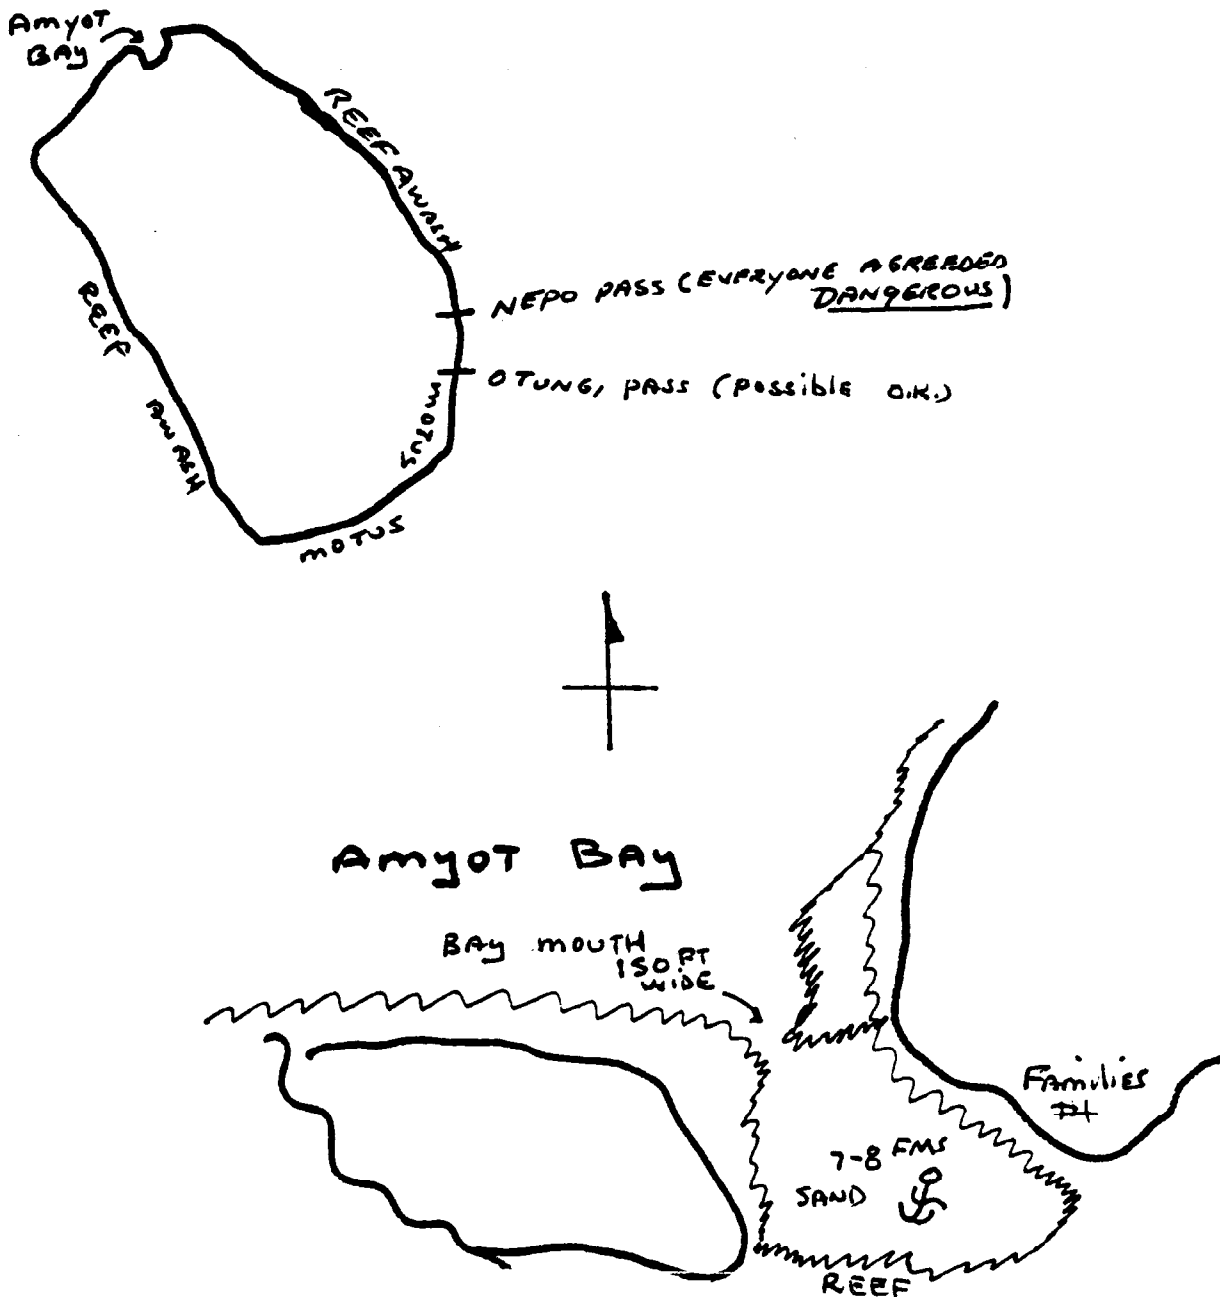 AMYOT
BAY
REEF AWASH
NEPO PASS (EVERYONE AGREEDED
DANGEROUS)
OTUNG, PASS (POSSIBLE O.K.)
REEF
AWASH
MOTUS
MOTUS
AMYOT BAY
BAY MOUTH
150 FT
WIDE
FAMILIES
7-8 FMS
SAND
REEF